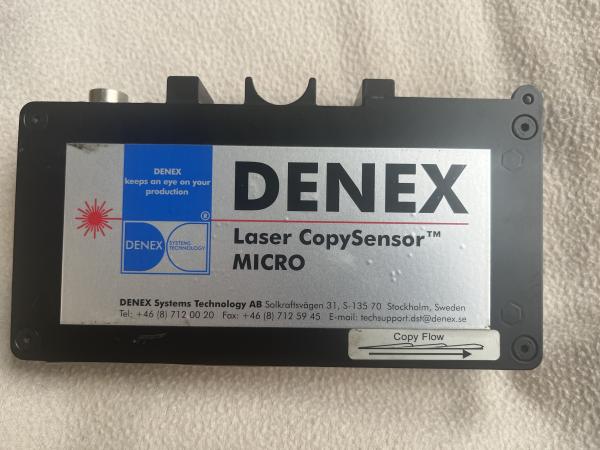 DENEX
keeps an eye on your
production
DENEX
®
DENEX SYSTEMS
TECHNOLOGY
Laser CopySensor™
MICRO
DENEX Systems Technology AB Solkraftsvägen 31, S-135 70 Stockholm, Sweden
Tel: +46 (8) 712 00 20 Fax: +46 (8) 712 59 45 E-mail: techsupport.dst@denex.se
Copy Flow